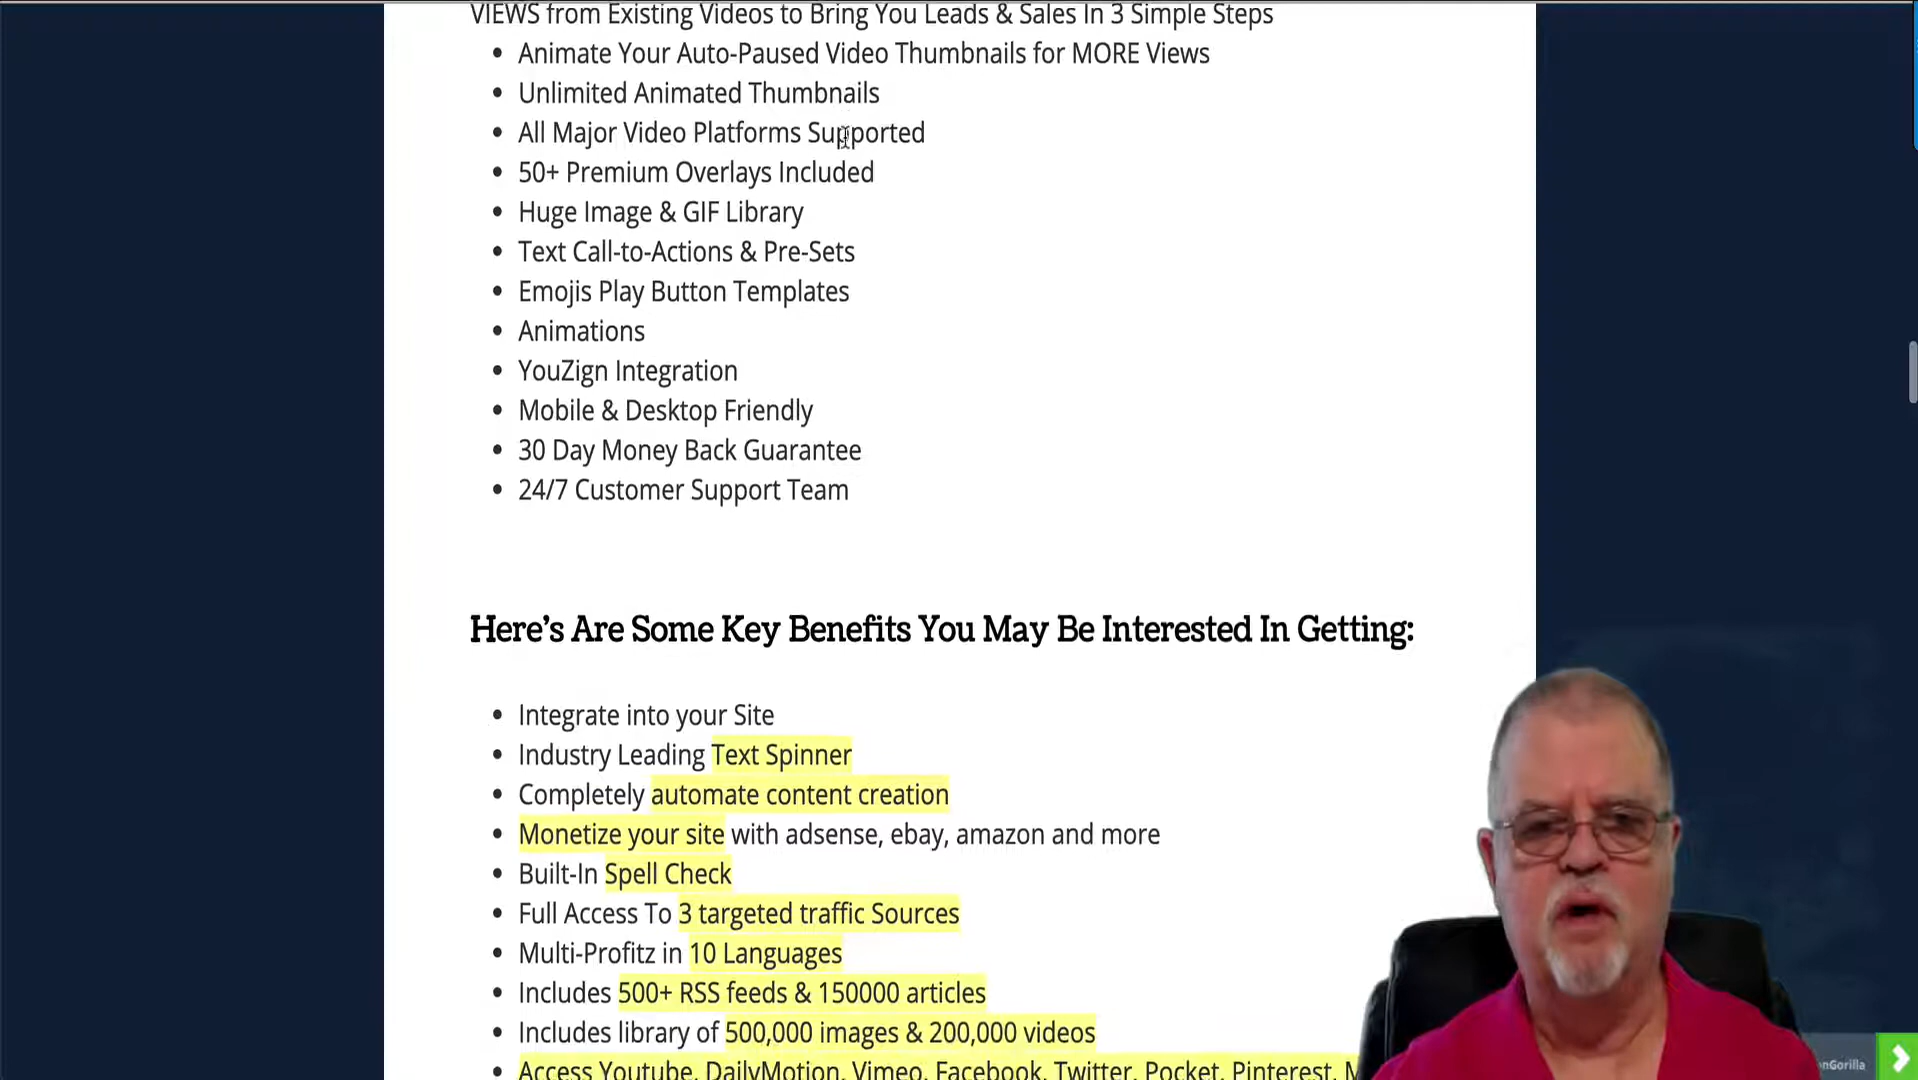 VIEWS from Existing Videos to Bring You Leads & Sales In 3 Simple Steps
• Animate Your Auto-Paused Video Thumbnails for MORE Views
• Unlimited Animated Thumbnails
• All Major Video Platforms Supported
• 50+ Premium Overlays Included
• Huge Image & GIF Library
• Text Call-to-Actions & Pre-Sets
• Emojis Play Button Templates
• Animations
• YouZign Integration
• Mobile & Desktop Friendly
• 30 Day Money Back Guarantee
• 24/7 Customer Support Team
Here's Are Some Key Benefits You May Be Interested In Getting:
• Integrate into your Site
• Industry Leading Text Spinner
• Completely automate content creation
• Monetize your site with adsense, ebay, amazon and more
• Built-In Spell Check
• Full Access To 3 targeted traffic Sources
• Multi-Profitz in 10 Languages
• Includes 500+ RSS feeds & 150000 articles
• Includes library of 500,000 images & 200,000 videos
• Access Youtube, DailyMotion, Vimeo, Facebook, Twitter, Pocket, Pinterest,
nGorilla